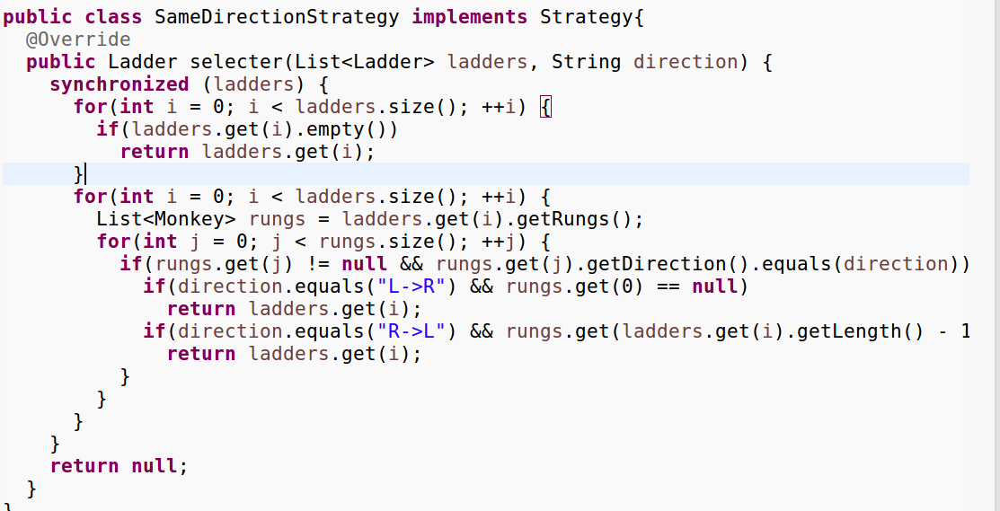 public class SameDirectionStrategy implements Strategy{
  @Override
  public Ladder selecter(List<Ladder> ladders, String direction) {
    synchronized (ladders) {
      for(int i = 0; i < ladders.size(); ++i) {
        if(ladders.get(i).empty())
          return ladders.get(i);
      }
      for(int i = 0; i < ladders.size(); ++i) {
        List<Monkey> rungs = ladders.get(i).getRungs();
        for(int j = 0; j < rungs.size(); ++j) {
          if(rungs.get(j) != null && rungs.get(j).getDirection().equals(direction))
            if(direction.equals("L->R") && rungs.get(0) == null)
              return ladders.get(i);
            if(direction.equals("R->L") && rungs.get(ladders.get(i).getLength() - 1
              return ladders.get(i);
          }
        }
      }
    }
    return null;
  }
}